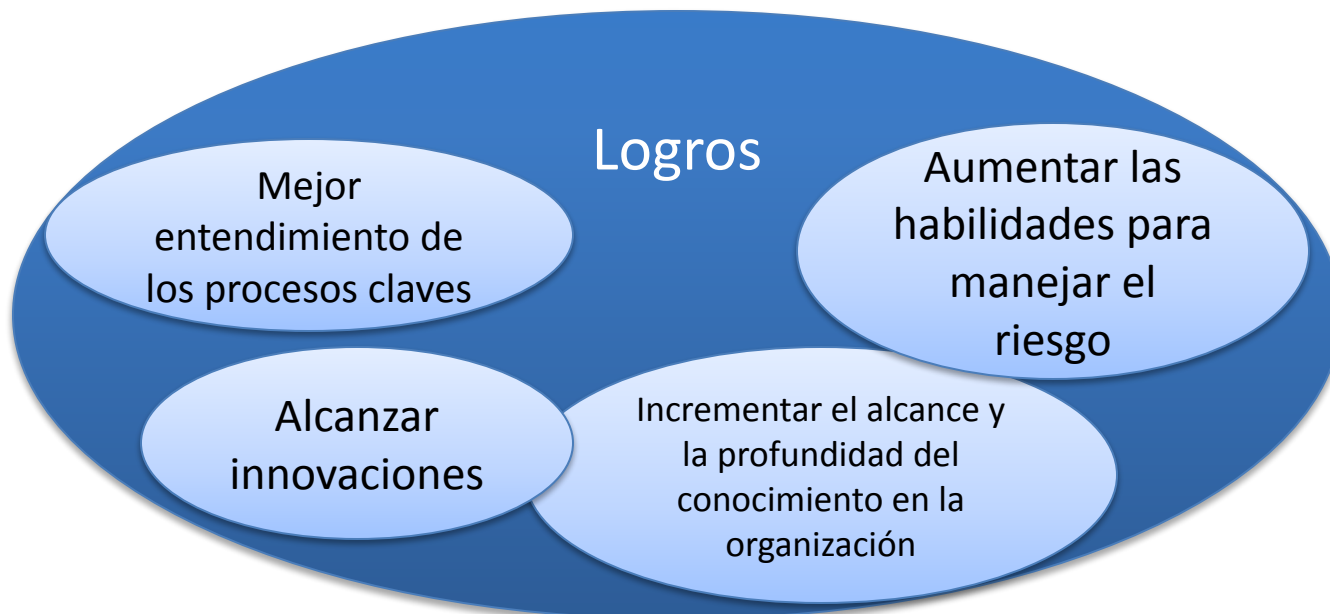 Logros
Mejor
entendimiento de
los procesos claves
Aumentar las
habilidades para
manejar el
riesgo
Alcanzar
innovaciones
Incrementar el alcance y
la profundidad del
conocimiento en la
organización